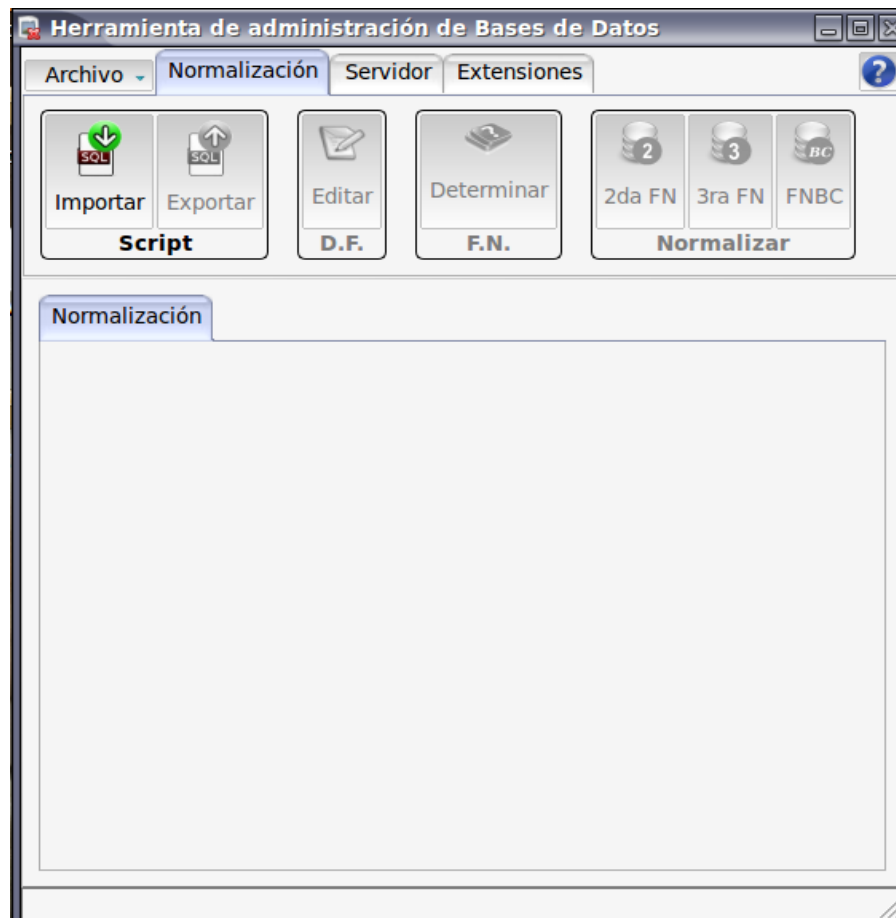 Herramienta de administración de Bases de Datos
Archivo Normalización Servidor Extensiones ?
SQL SQL 2 3 BC
Importar Exportar Editar Determinar 2da FN 3ra FN FNBC
Script D.F. F.N. Normalizar
Normalización